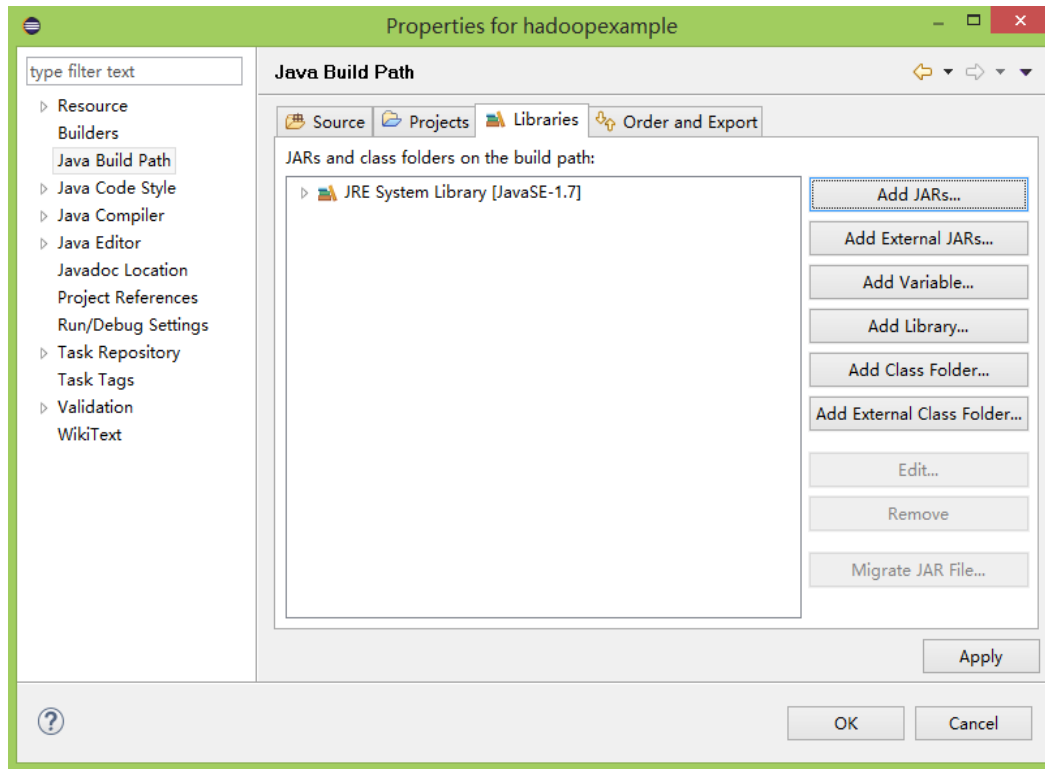 Properties for hadoopexample
type filter text
Resource
Builders
Java Build Path
Java Code Style
Java Compiler
Java Editor
Javadoc Location
Project References
Run/Debug Settings
Task Repository
Task Tags
Validation
WikiText
Java Build Path
Source Projects Libraries Order and Export
JARs and class folders on the build path:
JRE System Library [JavaSE-1.7]
Add JARs...
Add External JARs...
Add Variable...
Add Library...
Add Class Folder...
Add External Class Folder...
Edit...
Remove
Migrate JAR File...
Apply
OK Cancel